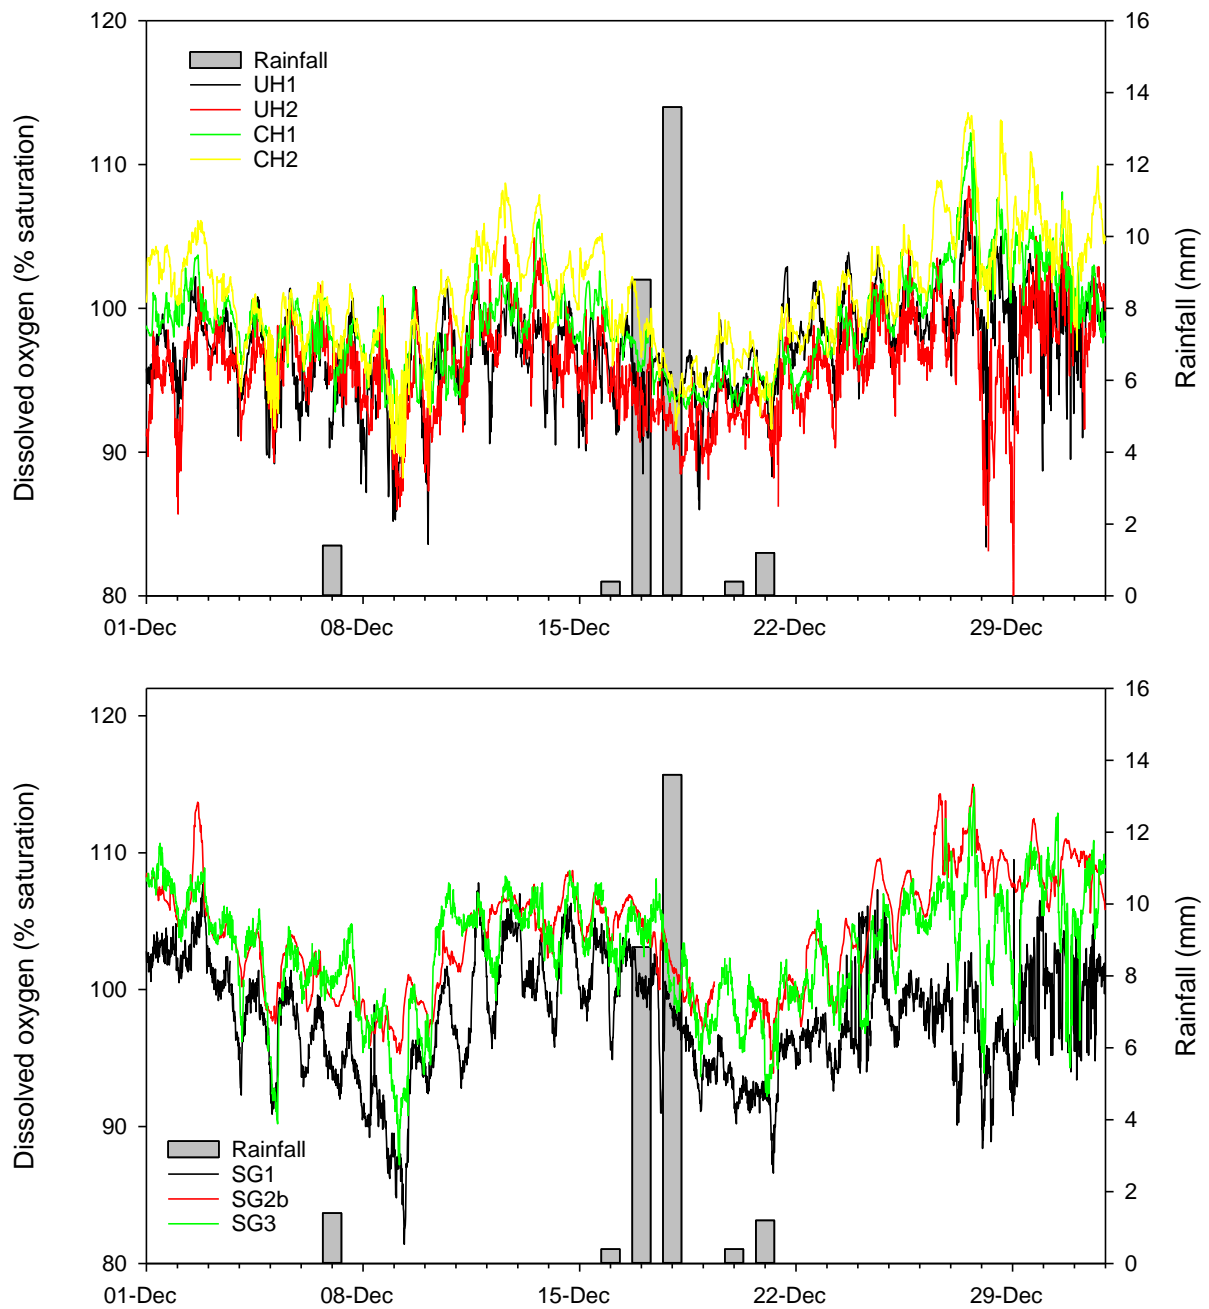 120
16
Rainfall
UH1
UH2
CH1
CH2
14
110
12
10
100
8
6
90
4
2
80
0
Dissolved oxygen (% saturation)
Rainfall (mm)
01-Dec
08-Dec
15-Dec
22-Dec
29-Dec
16
120
14
110
12
10
100
8
6
90
4
Rainfall
SG1
SG2b
SG3
2
80
0
Dissolved oxygen (% saturation)
Rainfall (mm)
01-Dec
08-Dec
15-Dec
22-Dec
29-Dec